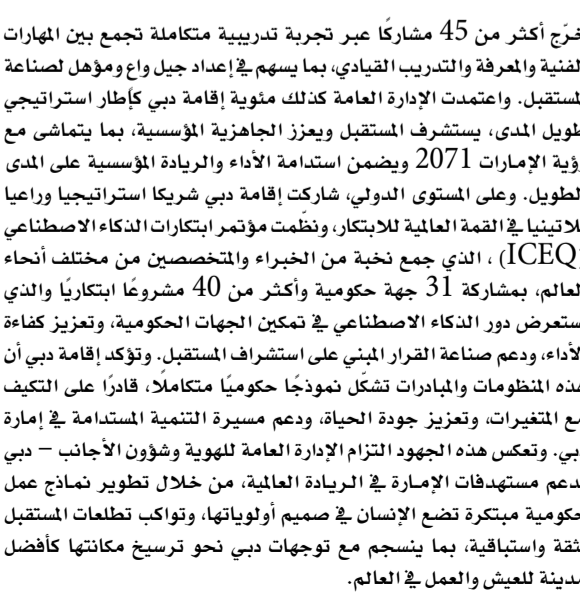 خرّج أكثر من 45 مشاركًا عبر تجربة تدريبية متكاملة تجمع بين المهارات
لفنية والمعرفة والتدريب القيادي، بما يسهم في إعداد جيل واع ومؤهل لصناعة
لمستقبل. واعتمدت الإدارة العامة كذلك مئوية إقامة دبي كإطار استراتيجي
طويل المدى، يستشرف المستقبل ويعزز الجاهزية المؤسسية، بما يتماشى مع
رؤية الإمارات 2071 ويضمن استدامة الأداء والريادة المؤسسية على المدى
لطويل. وعلى المستوى الدولي، شاركت إقامة دبي شريكا استراتيجيا وراعيا
لاتينيا في القمة العالمية للابتكار، ونظّمت مؤتمر ابتكارات الذكاء الاصطناعي
(ICEQ) ، الذي جمع نخبة من الخبراء والمتخصصين من مختلف أنحاء
لعالم، بمشاركة 31 جهة حكومية وأكثر من 40 مشروعًا ابتكاريًا والذي
ستعرض دور الذكاء الاصطناعي في تمكين الجهات الحكومية، وتعزيز كفاءة
لأداء، ودعم صناعة القرار المبني على استشراف المستقبل. وتؤكد إقامة دبي أن
هذه المنظومات والمبادرات تشكّل نموذجًا حكوميًا متكاملًا، قادرًا على التكيف
مع المتغيرات، وتعزيز جودة الحياة، ودعم مسيرة التنمية المستدامة في إمارة
دبي. وتعكس هذه الجهود التزام الإدارة العامة للهوية وشؤون الأجانب – دبي
بدعم مستهدفات الإمارة في الريادة العالمية، من خلال تطوير نماذج عمل
حكومية مبتكرة تضع الإنسان في صميم أولوياتها، وتواكب تطلعات المستقبل
بثقة واستباقية، بما ينسجم مع توجهات دبي نحو ترسيخ مكانتها كأفضل
مدينة للعيش والعمل في العالم.